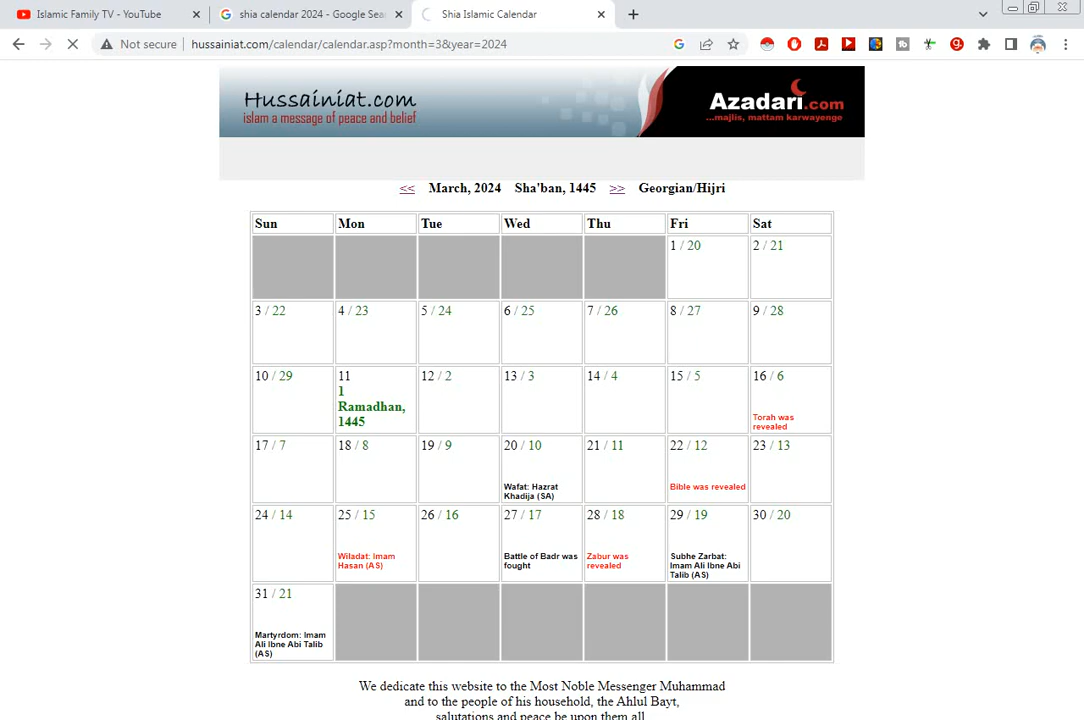 Islamic Family TV - YouTube
shia calendar 2024 - Google Sea
Shia Islamic Calendar
Not secure
hussainiat.com/calendar/calendar.asp?month=3&year=2024
Hussainiat.com
islam a message of peace and belief
Azadari.com
...majlis, mattam karwayenge
<< March, 2024 Sha'ban, 1445 >> Georgian/Hijri
Sun Mon Tue Wed Thu Fri Sat
1 / 20 2 / 21
3 / 22 4 / 23 5 / 24 6 / 25 7 / 26 8 / 27 9 / 28
10 / 29 11 12 / 2 13 / 3 14 / 4 15 / 5 16 / 6
1
Ramadhan,
1445
Torah was
revealed
17 / 7 18 / 8 19 / 9 20 / 10 21 / 11 22 / 12 23 / 13
Wafat: Hazrat
Khadija (SA)
Bible was revealed
24 / 14 25 / 15 26 / 16 27 / 17 28 / 18 29 / 19 30 / 20
Wiladat: Imam
Hasan (AS)
Battle of Badr was
fought
Zabur was
revealed
Subhe Zarbat:
Imam Ali Ibne Abi
Talib (AS)
31 / 21
Martyrdom: Imam
Ali Ibne Abi Talib
(AS)
We dedicate this website to the Most Noble Messenger Muhammad
and to the people of his household, the Ahlul Bayt,
salutations and peace be upon them all